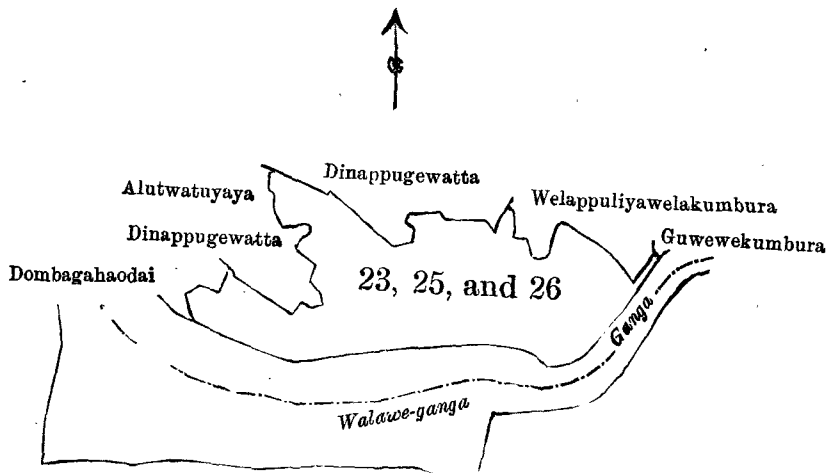 Dinappugewatta
Alutwatuyaya
Welappuliyawelakumbura
Dinappugewatta
Guwewekumbura
Dombagahaodai
23, 25, and 26
Ganga
Walawe-ganga